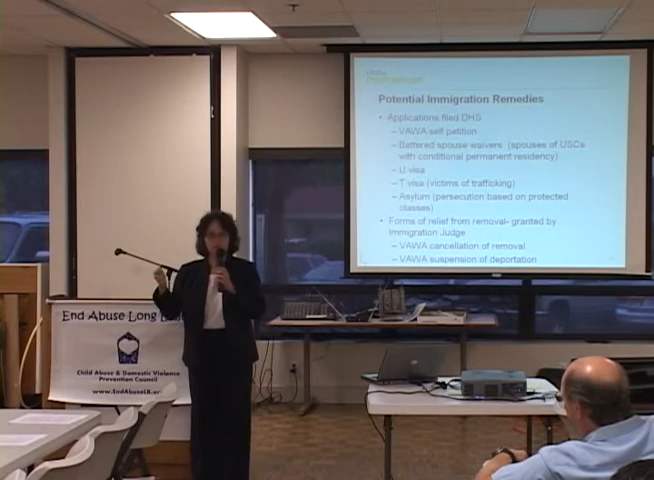 Potential Immigration Remedies
• Applications filed DHS
– VAWA self petition
– Battered spouse waivers (spouses of USCs
with conditional permanent residency)
– U visa
– T visa (victims of trafficking)
– Asylum (persecution based on protected
classes)
• Forms of relief from removal- granted by
Immigration Judge
– VAWA cancellation of removal
– VAWA suspension of deportation
End Abuse Long
Child Abuse & Domestic Violence
Prevention Council
www.EndAbuseLB.org